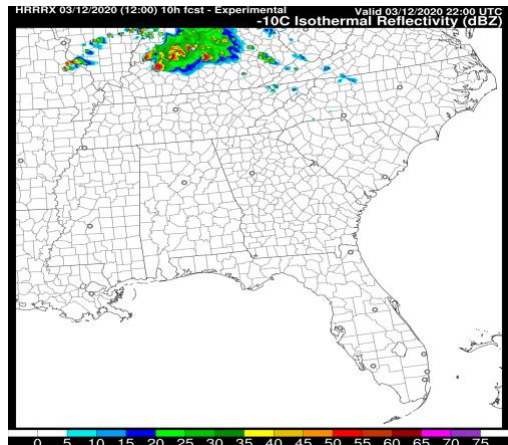 HRRRX 03/12/2020 (12:00) 10h fcst - Experimental
Valid 03/12/2020 22:00 UTC
-10C Isothermal Reflectivity (dBZ)
0 5 10 15 20 25 30 35 40 45 50 55 60 65 70 75